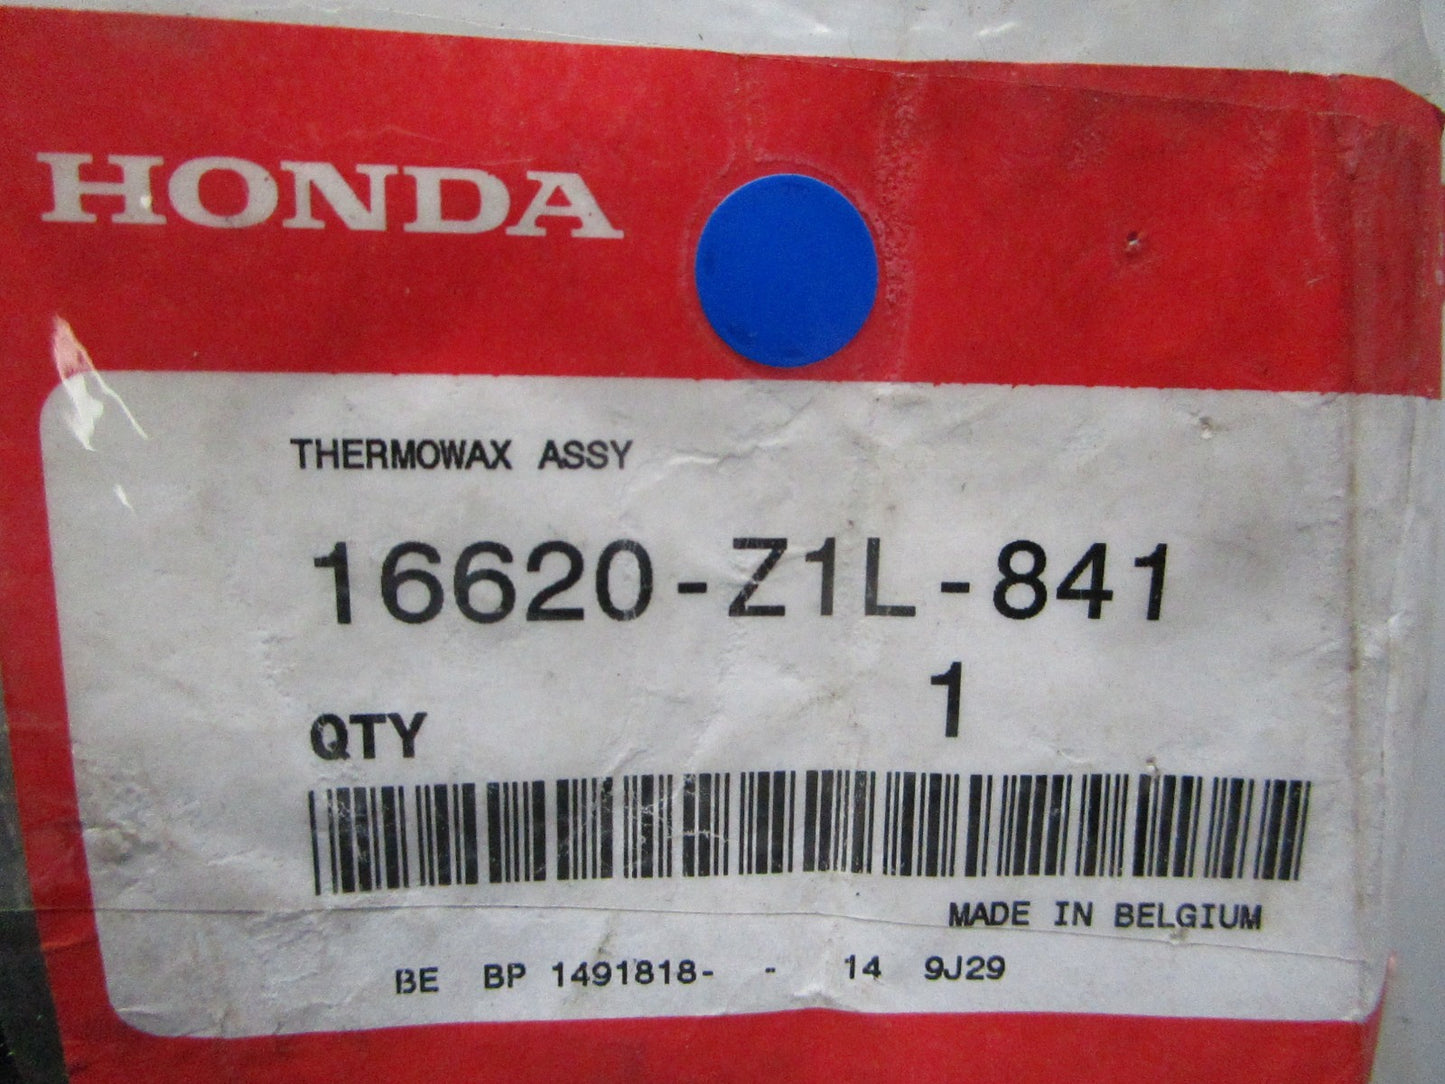 HONDA
THERMOWAX ASSY
16620-Z1L-841
1
QTY
MADE IN BELGIUM
BE BP 1491818- - 14 9J29